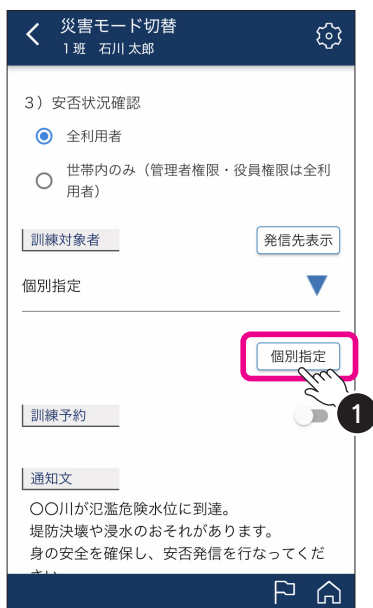 災害モード切替
1班 石川 太郎
3）安否状況確認
全利用者
世帯内のみ（管理者権限・役員権限は全利
用者）
訓練対象者
発信先表示
個別指定
個別指定
訓練予約
1
通知文
〇〇川が氾濫危険水位に到達。
堤防決壊や浸水のおそれがあります。
身の安全を確保し、安否発信を行なってくだ